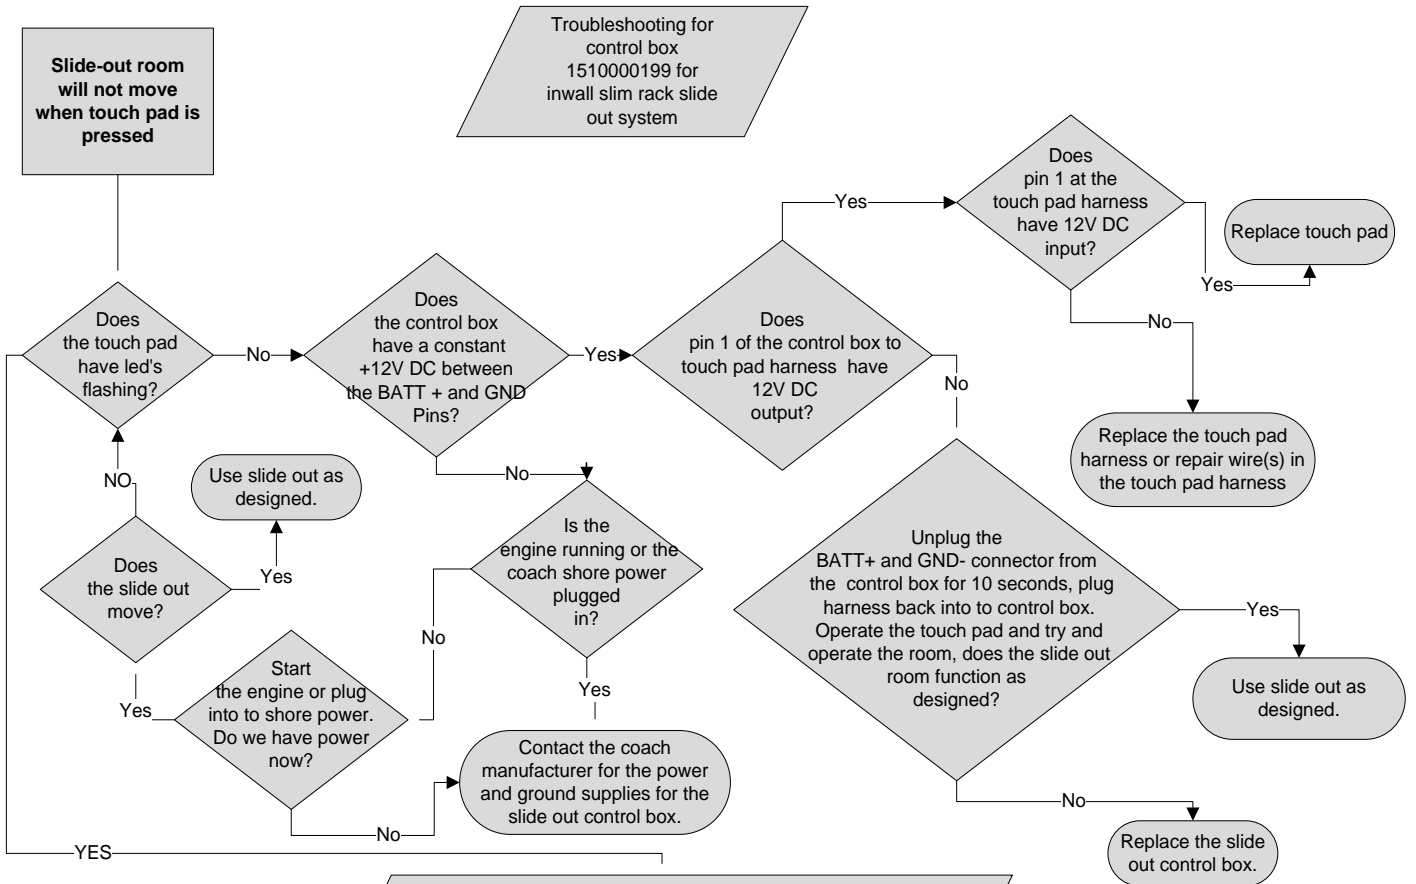 Troubleshooting for
control box
1510000199 for
inwall slim rack slide
out system
Slide-out room
will not move
when touch pad is
pressed
Does
the touch pad
have led's
flashing?
No
Does
the control box
have a constant
+12V DC between
the BATT + and GND
Pins?
Yes
Does
pin 1 of the control box to
touch pad harness have
12V DC
output?
Yes
Does
pin 1 at the
touch pad harness
have 12V DC
input?
Yes
Replace touch pad
No
Replace the touch pad
harness or repair wire(s) in
the touch pad harness
No
Unplug the
BATT+ and GND- connector from
the control box for 10 seconds, plug
harness back into to control box.
Operate the touch pad and try and
operate the room, does the slide out
room function as
designed?
Yes
Use slide out as
designed.
No
Replace the slide
out control box.
No
Is the
engine running or the
coach shore power
plugged
in?
Yes
Contact the coach
manufacturer for the power
and ground supplies for the
slide out control box.
No
Start
the engine or plug
into to shore power.
Do we have power
now?
No
Yes
Does
the slide out
move?
Yes
Use slide out as
designed.
NO
YES